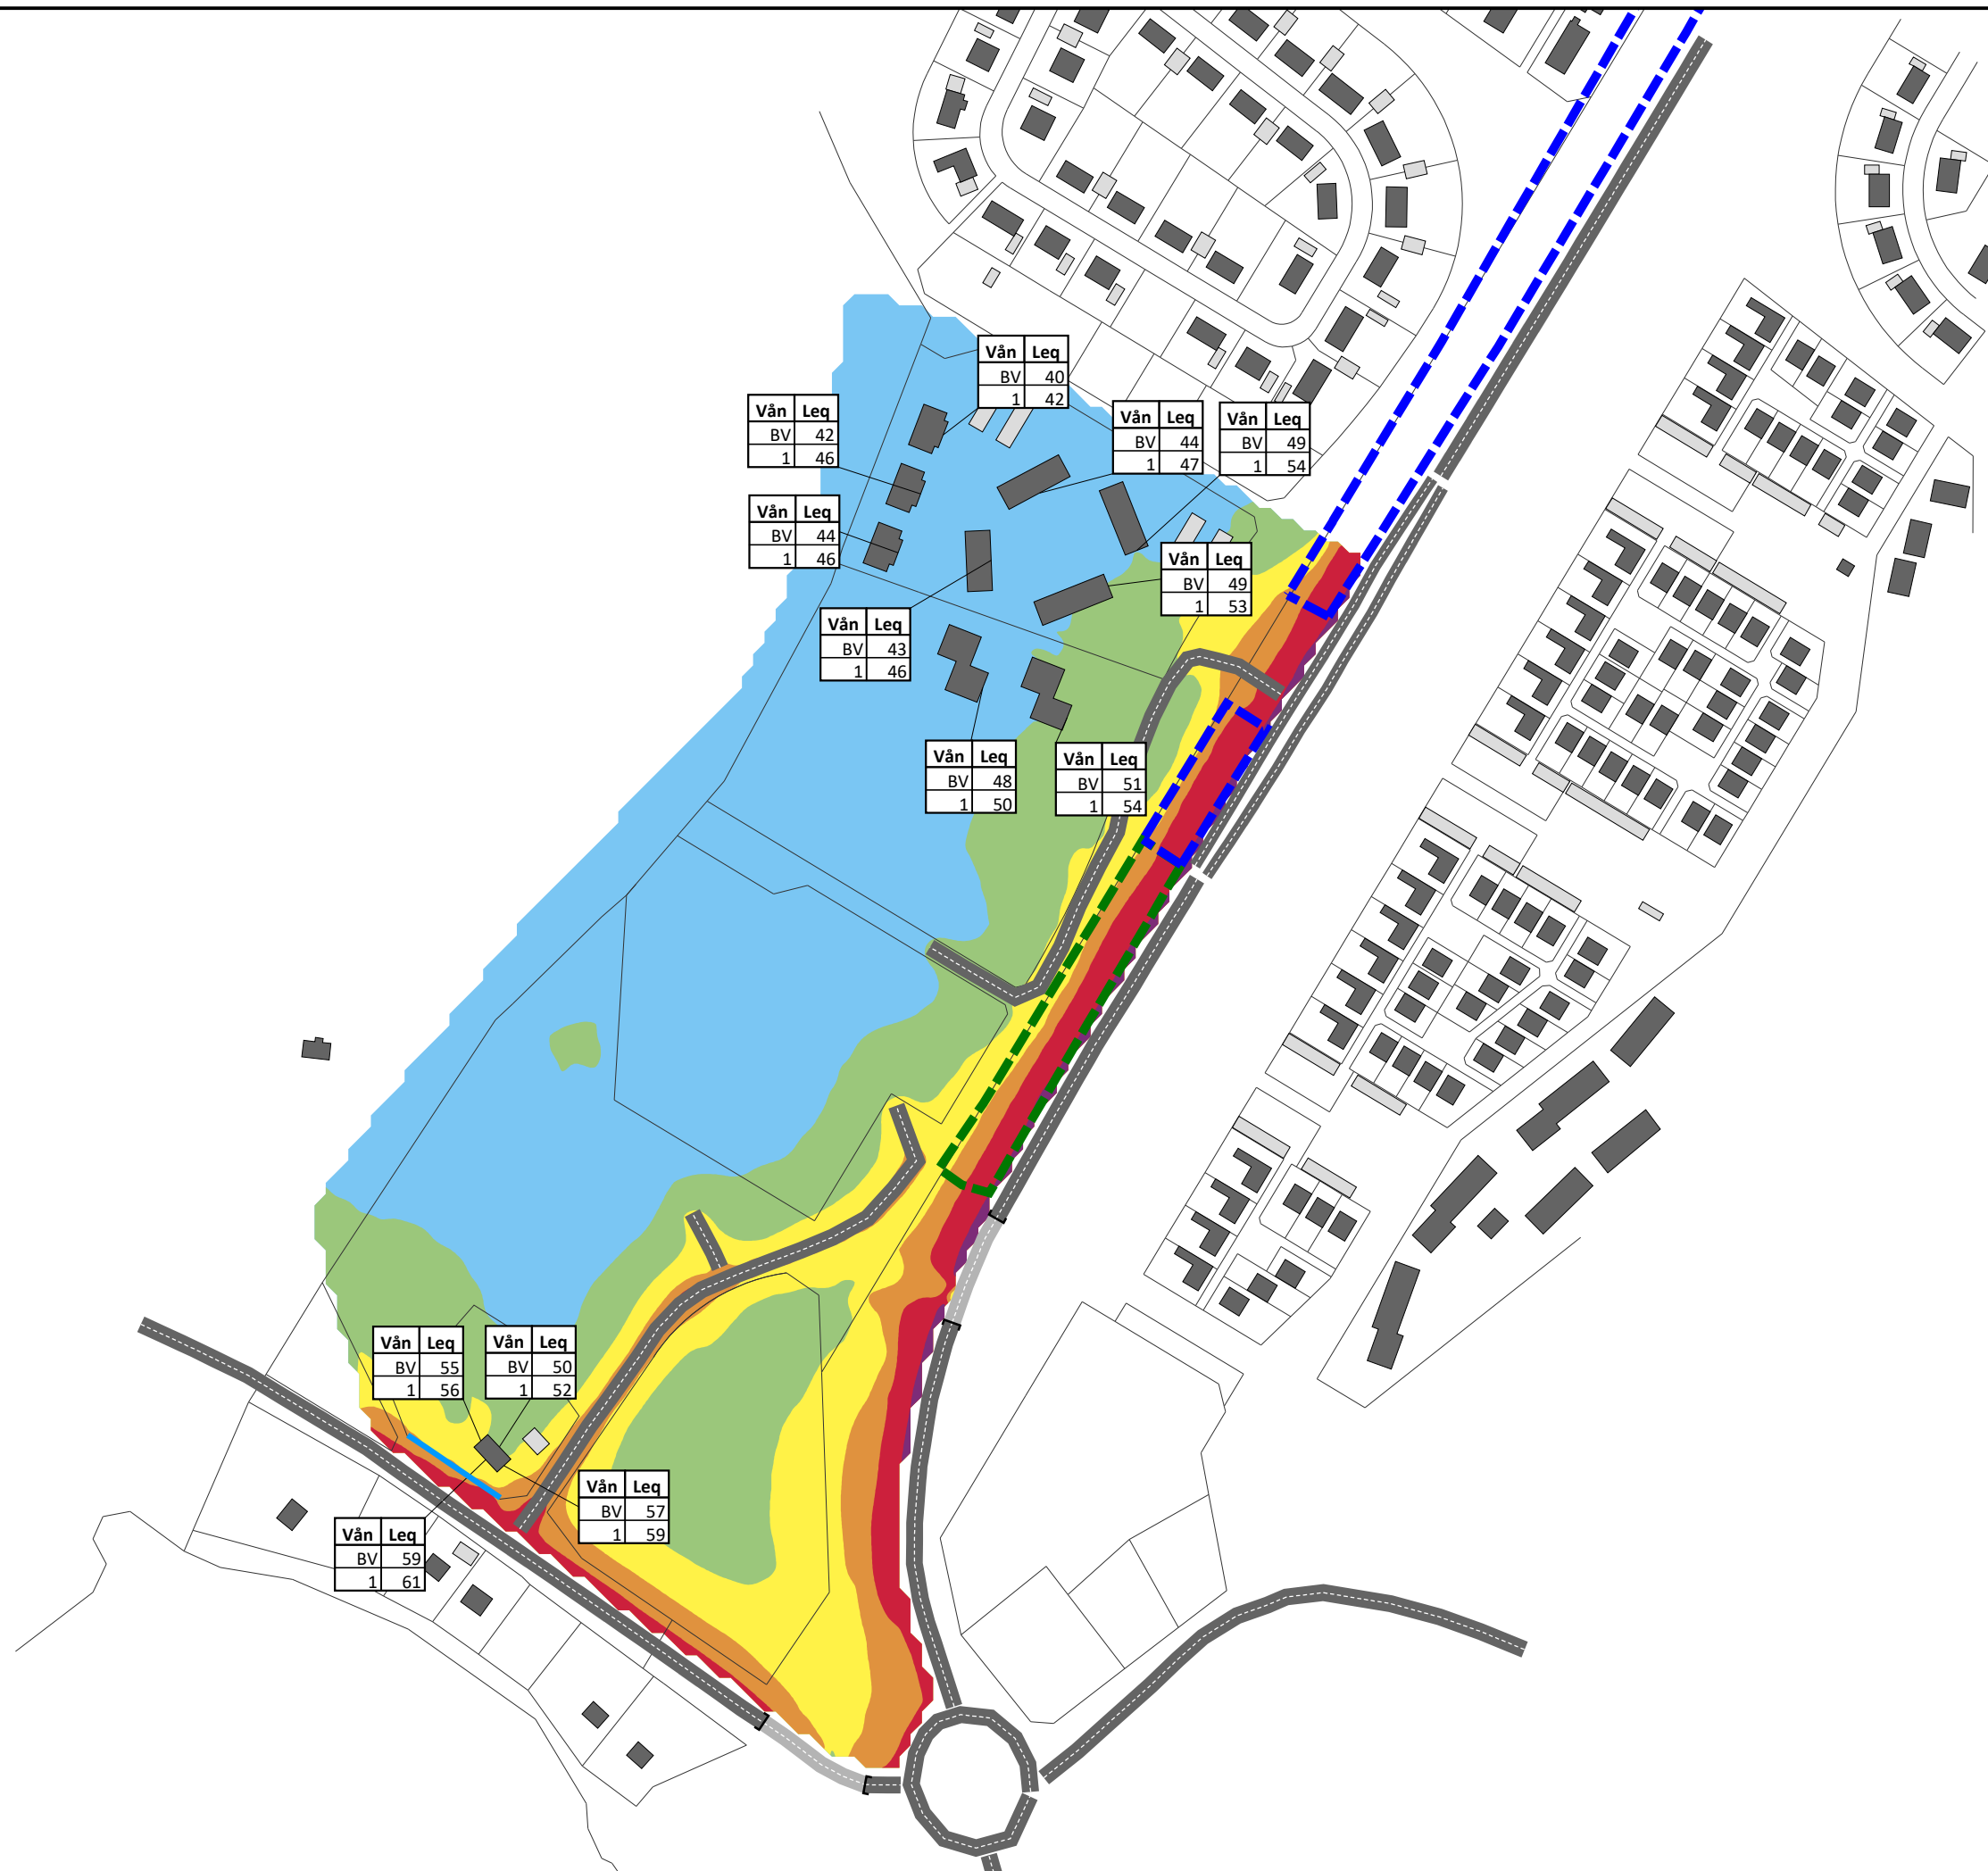 Vån Leq
BV 40
1 42
Vån Leq
BV 42
1 46
Vån Leq
BV 44
1 47
Vån Leq
BV 49
1 54
Vån Leq
BV 44
1 46
Vån Leq
BV 49
1 53
Vån Leq
BV 43
1 46
Vån Leq
BV 48
1 50
Vån Leq
BV 51
1 54
Vån Leq
BV 55
1 56
Vån Leq
BV 50
1 52
Vån Leq
BV 57
1 59
Vån Leq
BV 59
1 61